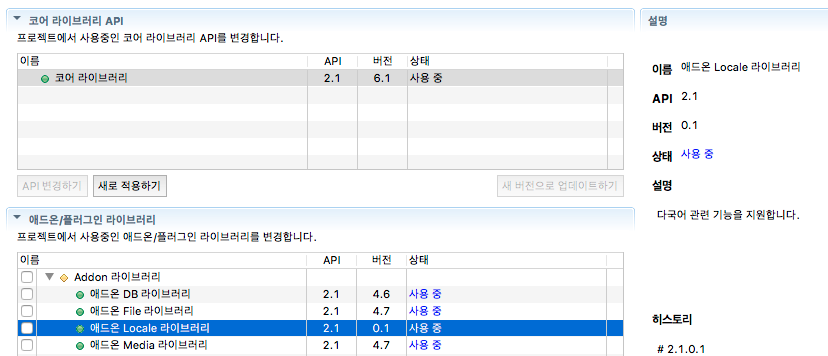 코어 라이브러리 API
프로젝트에서 사용중인 코어 라이브러리 API를 변경합니다.
이름 API 버전 상태
코어 라이브러리 2.1 6.1 사용 중
API 변경하기 새로 적용하기 새 버전으로 업데이트하기
애드온/플러그인 라이브러리
프로젝트에서 사용중인 애드온/플러그인 라이브러리를 변경합니다.
이름 API 버전 상태
Addon 라이브러리
애드온 DB 라이브러리 2.1 4.6 사용 중
애드온 File 라이브러리 2.1 4.7 사용 중
애드온 Locale 라이브러리 2.1 0.1 사용 중
애드온 Media 라이브러리 2.1 4.7 사용 중
설명
이름 애드온 Locale 라이브러리
API 2.1
버전 0.1
상태 사용 중
설명
다국어 관련 기능을 지원합니다.
히스토리
# 2.1.0.1